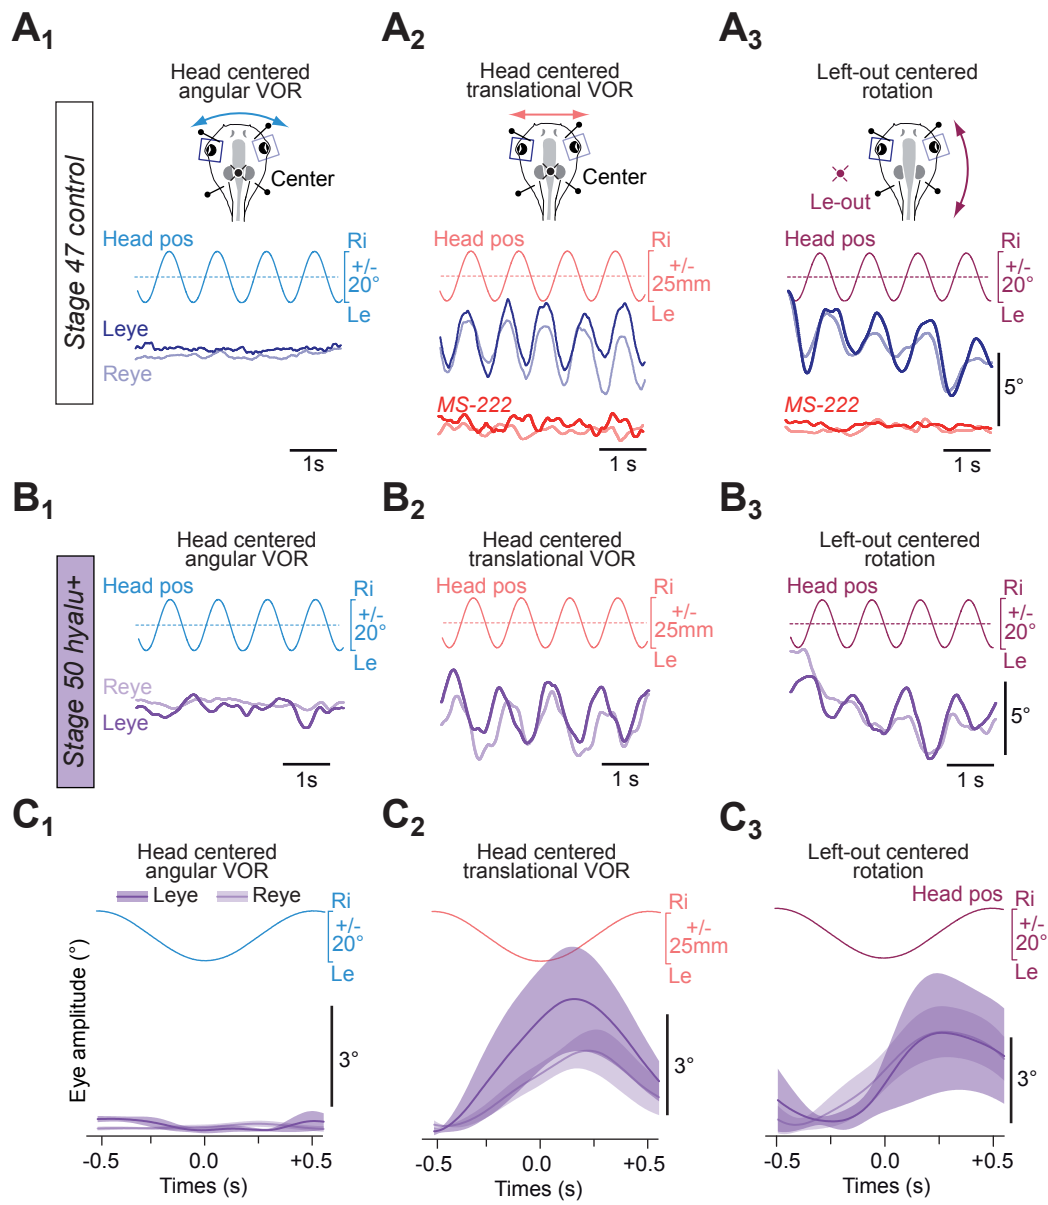 A1
Head centered
angular VOR
Center
Stage 47 control
Head pos
Ri
+/-
20°
Le
Leye
Reye
1s
A2
Head centered
translational VOR
Center
Head pos
Ri
+/-
25mm
Le
MS-222
1 s
A3
Left-out centered
rotation
Le-out
Head pos
Ri
+/-
20°
Le
5°
MS-222
1 s
B1
Head centered
angular VOR
Stage 50 hyalu+
Head pos
Ri
+/-
20°
Le
Reye
Leye
1s
B2
Head centered
translational VOR
Head pos
Ri
+/-
25mm
Le
1 s
B3
Left-out centered
rotation
Head pos
Ri
+/-
20°
Le
5°
1 s
C1
Head centered
angular VOR
Leye
Reye
Ri
+/-
20°
Le
Eye amplitude (°)
3°
-0.5
0.0
+0.5
Times (s)
C2
Head centered
translational VOR
Ri
+/-
25mm
Le
3°
-0.5
0.0
+0.5
Times (s)
C3
Left-out centered
rotation
Head pos
Ri
+/-
20°
Le
3°
-0.5
0.0
+0.5
Times (s)